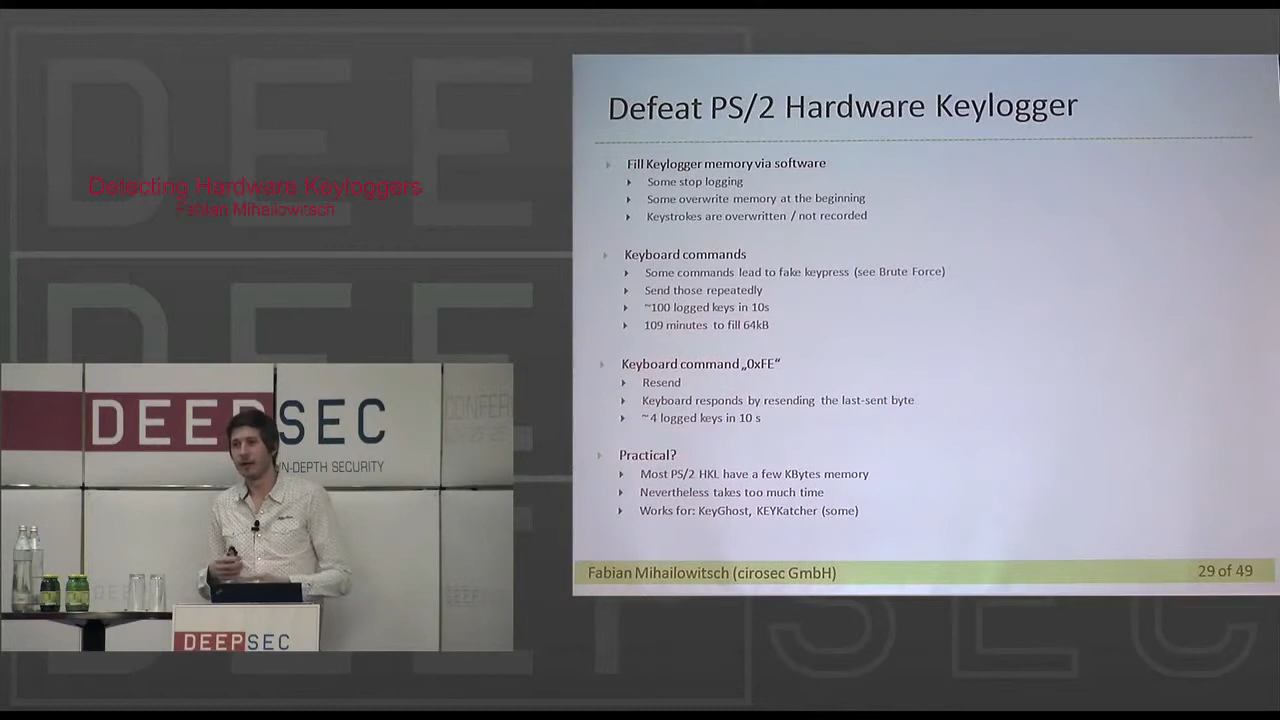 DEE
Detecting Hardware Keyloggers
Fabian Mihailowitsch
DEE
SEC
Defeat PS/2 Hardware Keylogger
Fill Keylogger memory via software
Some stop logging
Some overwrite memory at the beginning
Keystrokes are overwritten / not recorded
Keyboard commands
Some commands lead to fake keypress (see Brute Force)
Send those repeatedly
~100 logged keys in 10s
109 minutes to fill 64kB
Keyboard command „0xFE“
Resend
Keyboard responds by resending the last-sent byte
~4 logged keys in 10 s
Practical?
Most PS/2 HKL have a few KBytes memory
Nevertheless takes too much time
Works for: KeyGhost, KEYKatcher (some)
Fabian Mihailowitsch (cirosec GmbH)
29 of 49
DEEPSEC
IN-DEPTH SECURITY
CONFER
DEEPSEC